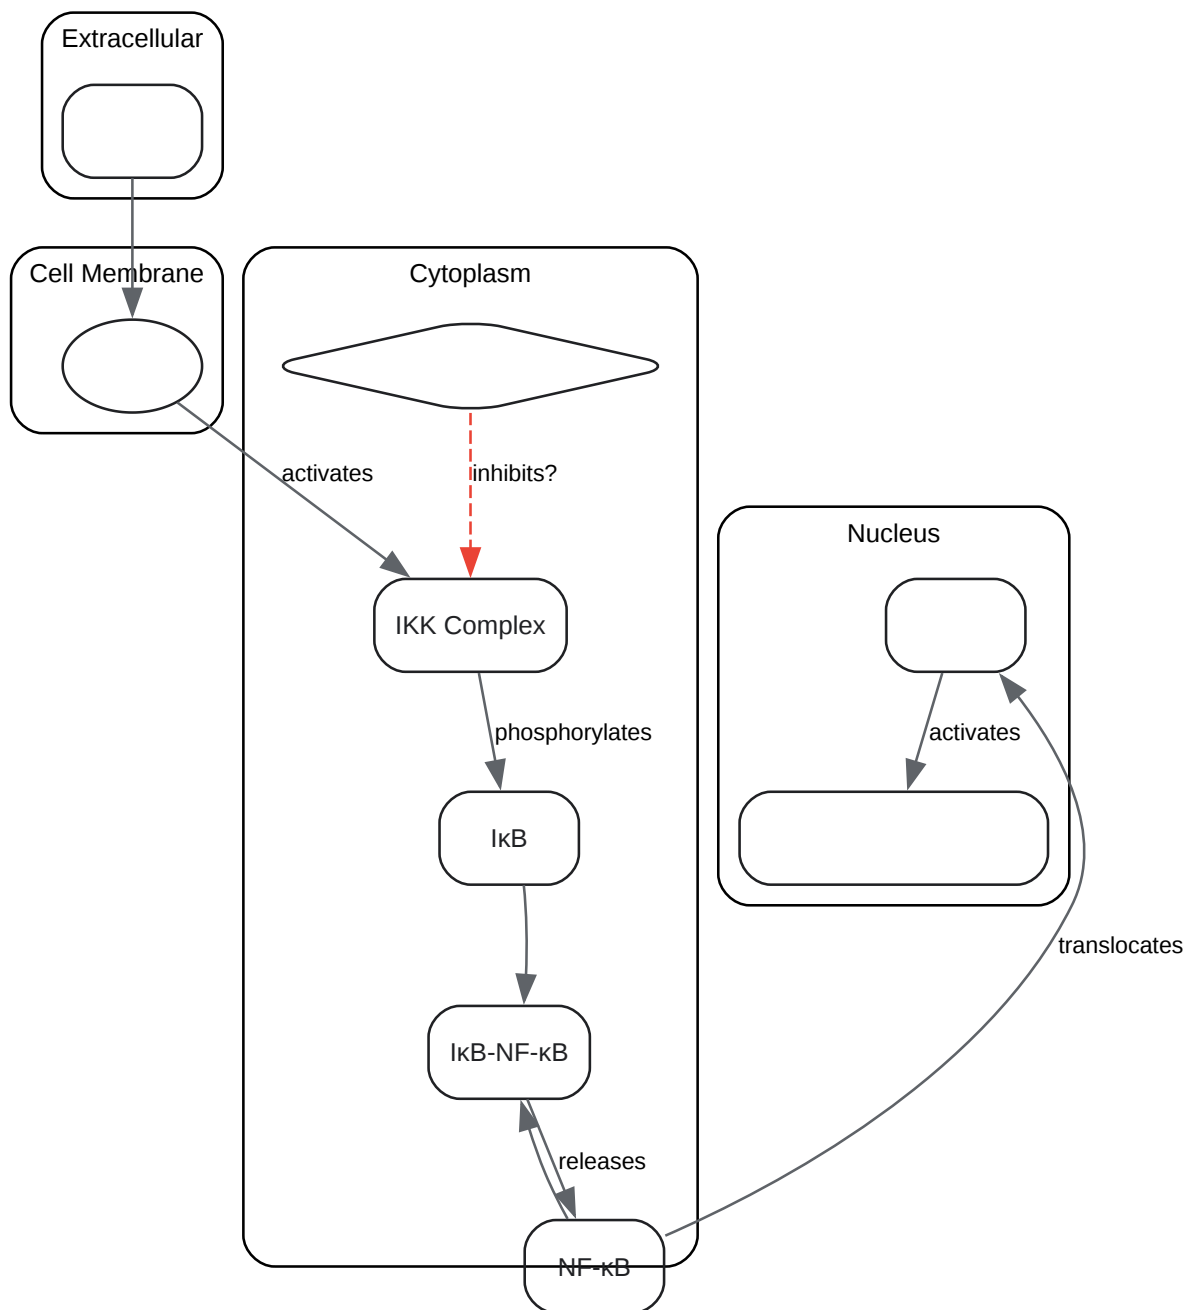 Extracellular
Cell Membrane
Cytoplasm
activates
inhibits?
Nucleus
IKK Complex
phosphorylates
activates
IκB
translocates
IκB-NF-κB
releases
NF-κB